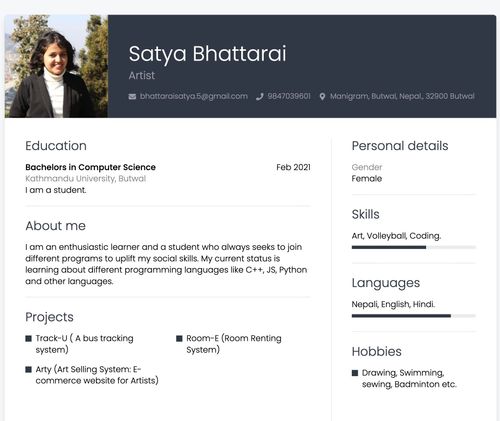 Satya Bhattarai
Artist
bhattaraisatya.5@gmail.com 9847039601 Manigram, Butwal, Nepal., 32900 Butwal
Education
Bachelors in Computer Science Feb 2021
Kathmandu University, Butwal
I am a student.
About me
I am an enthusiastic learner and a student who always seeks to join
different programs to uplift my social skills. My current status is
learning about different programming languages like C++, JS, Python
and other languages.
Projects
Track-U ( A bus tracking
system)
Room-E (Room Renting
System)
Arty (Art Selling System: E-
commerce website for Artists)
Personal details
Gender
Female
Skills
Art, Volleyball, Coding.
Languages
Nepali, English, Hindi.
Hobbies
Drawing, Swimming,
sewing, Badminton etc.